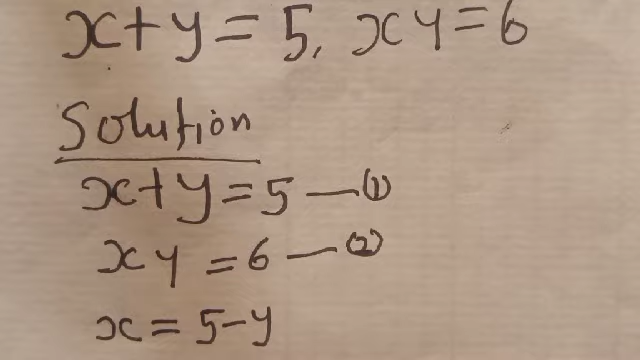 x+y=5, xy=6
Solution
x+y=5—(1)
xy=6—(2)
x=5-y